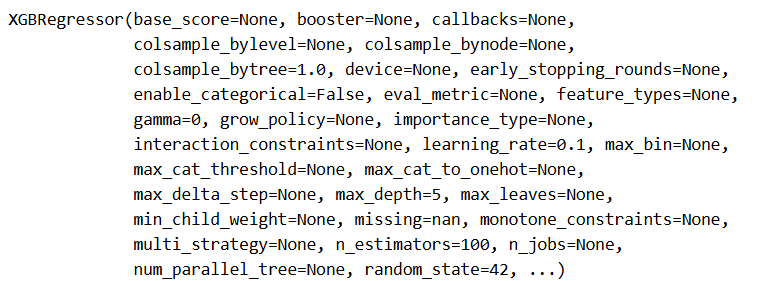 XGBRegressor(base_score=None, booster=None, callbacks=None,
colsample_bylevel=None, colsample_bynode=None,
colsample_bytree=1.0, device=None, early_stopping_rounds=None,
enable_categorical=False, eval_metric=None, feature_types=None,
gamma=0, grow_policy=None, importance_type=None,
interaction_constraints=None, learning_rate=0.1, max_bin=None,
max_cat_threshold=None, max_cat_to_onehot=None,
max_delta_step=None, max_depth=5, max_leaves=None,
min_child_weight=None, missing=nan, monotone_constraints=None,
multi_strategy=None, n_estimators=100, n_jobs=None,
num_parallel_tree=None, random_state=42, ...)